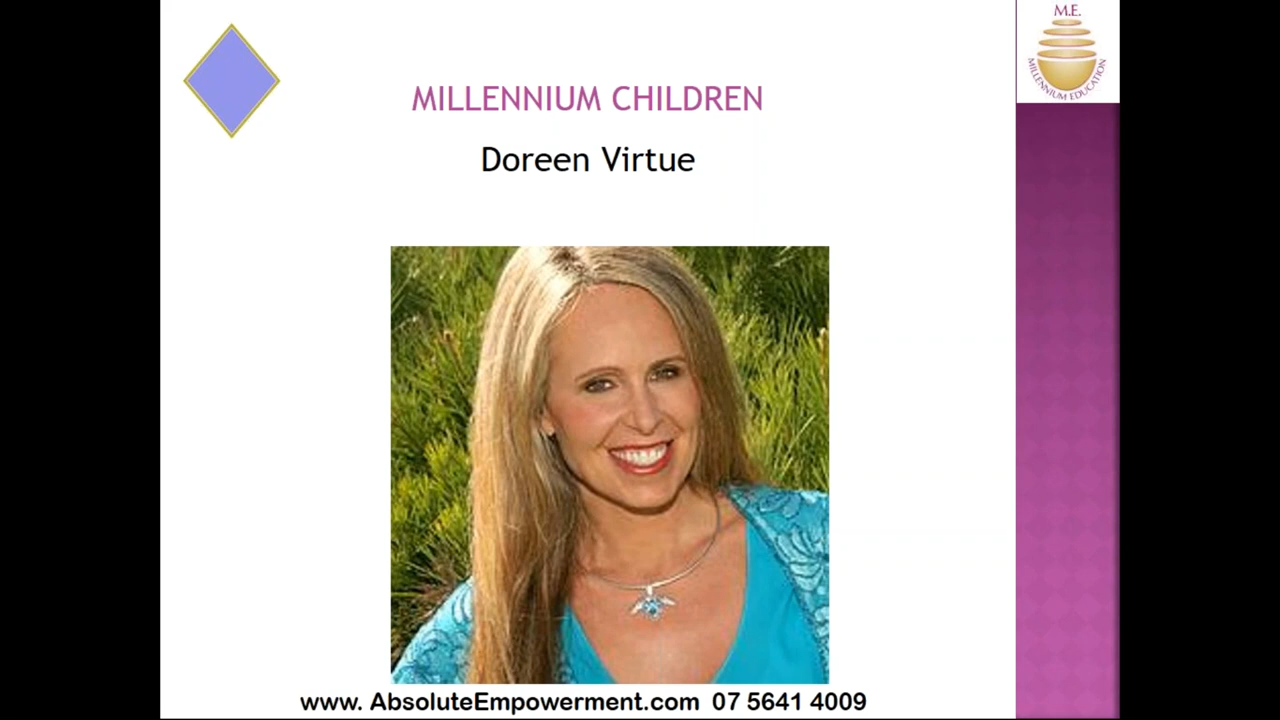 M.E.
MILLENNIUM EDUCATION
MILLENNIUM CHILDREN
Doreen Virtue
www. AbsoluteEmpowerment.com 07 5641 4009